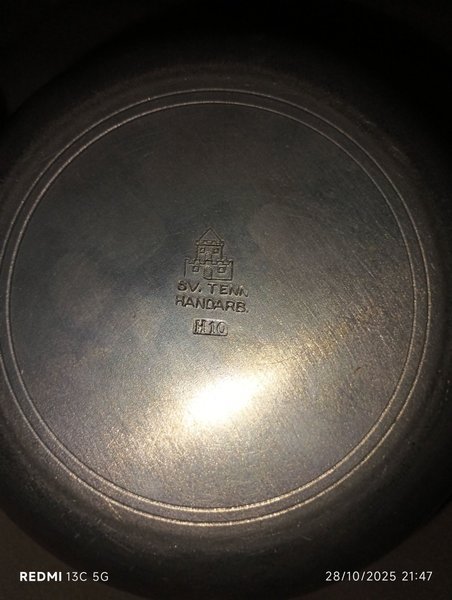 SV. TENN.
HANDARB.
H10
REDMI 13C 5G
28/10/2025 21:47